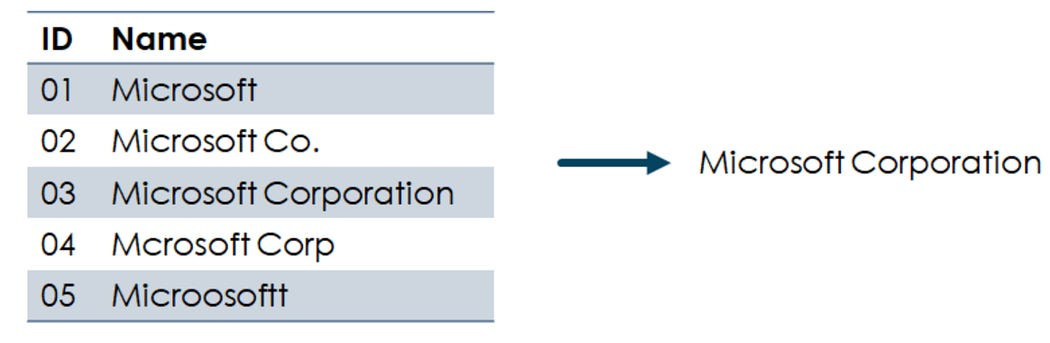 ID Name
01 Microsoft
02 Microsoft Co.
03 Microsoft Corporation
04 Mcrosoft Corp
05 Microosoftt
Microsoft Corporation